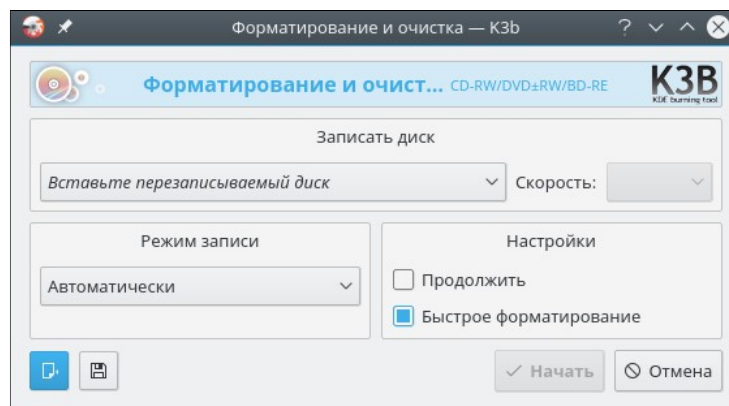 Форматирование и очистка — K3b
Форматирование и очист... CD-RW/DVD±RW/BD-RE
K3B
KDE burning tool
Записать диск
Вставьте перезаписываемый диск
Скорость:
Режим записи
Автоматически
Настройки
Продолжить
Быстрое форматирование
Начать
Отмена